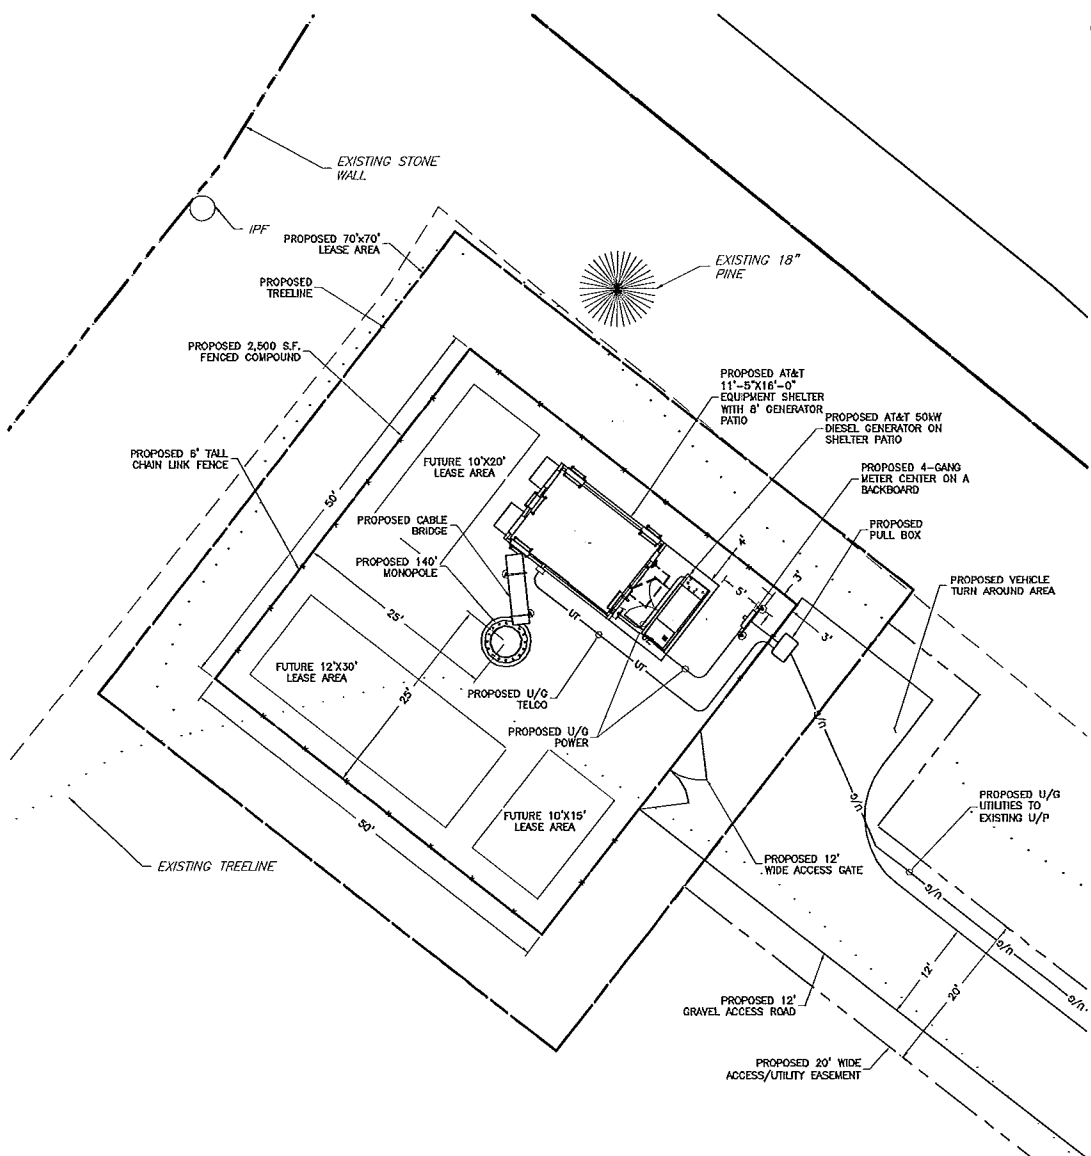 EXISTING STONE
WALL
IPF
PROPOSED 70'x70'
LEASE AREA
EXISTING 18"
PINE
PROPOSED
TREELINE
PROPOSED 2,500 S.F.
FENCED COMPOUND
PROPOSED AT&T
11'-5"X16'-0"
EQUIPMENT SHELTER
WITH 8' GENERATOR
PATIO
PROPOSED AT&T 50kW
DIESEL GENERATOR ON
SHELTER PATIO
PROPOSED 6' TALL
CHAIN LINK FENCE
FUTURE 10'X20'
LEASE AREA
PROPOSED 4-GANG
METER CENTER ON A
BACKBOARD
50'
PROPOSED CABLE
BRIDGE
PROPOSED
PULL BOX
4'
PROPOSED 140'
MONOPOLE
3'
5'
PROPOSED VEHICLE
TURN AROUND AREA
25'
UT
3'
FUTURE 12'X30'
LEASE AREA
UT
25'
PROPOSED U/G
TELCO
U/G
PROPOSED U/G
POWER
U/G
PROPOSED U/G
UTILITIES TO
EXISTING U/P
FUTURE 10'X15'
LEASE AREA
50'
EXISTING TREELINE
PROPOSED 12'
WIDE ACCESS GATE
U/G
U/G
12'
20'
U/G
PROPOSED 12'
GRAVEL ACCESS ROAD
PROPOSED 20' WIDE
ACCESS/UTILITY EASEMENT